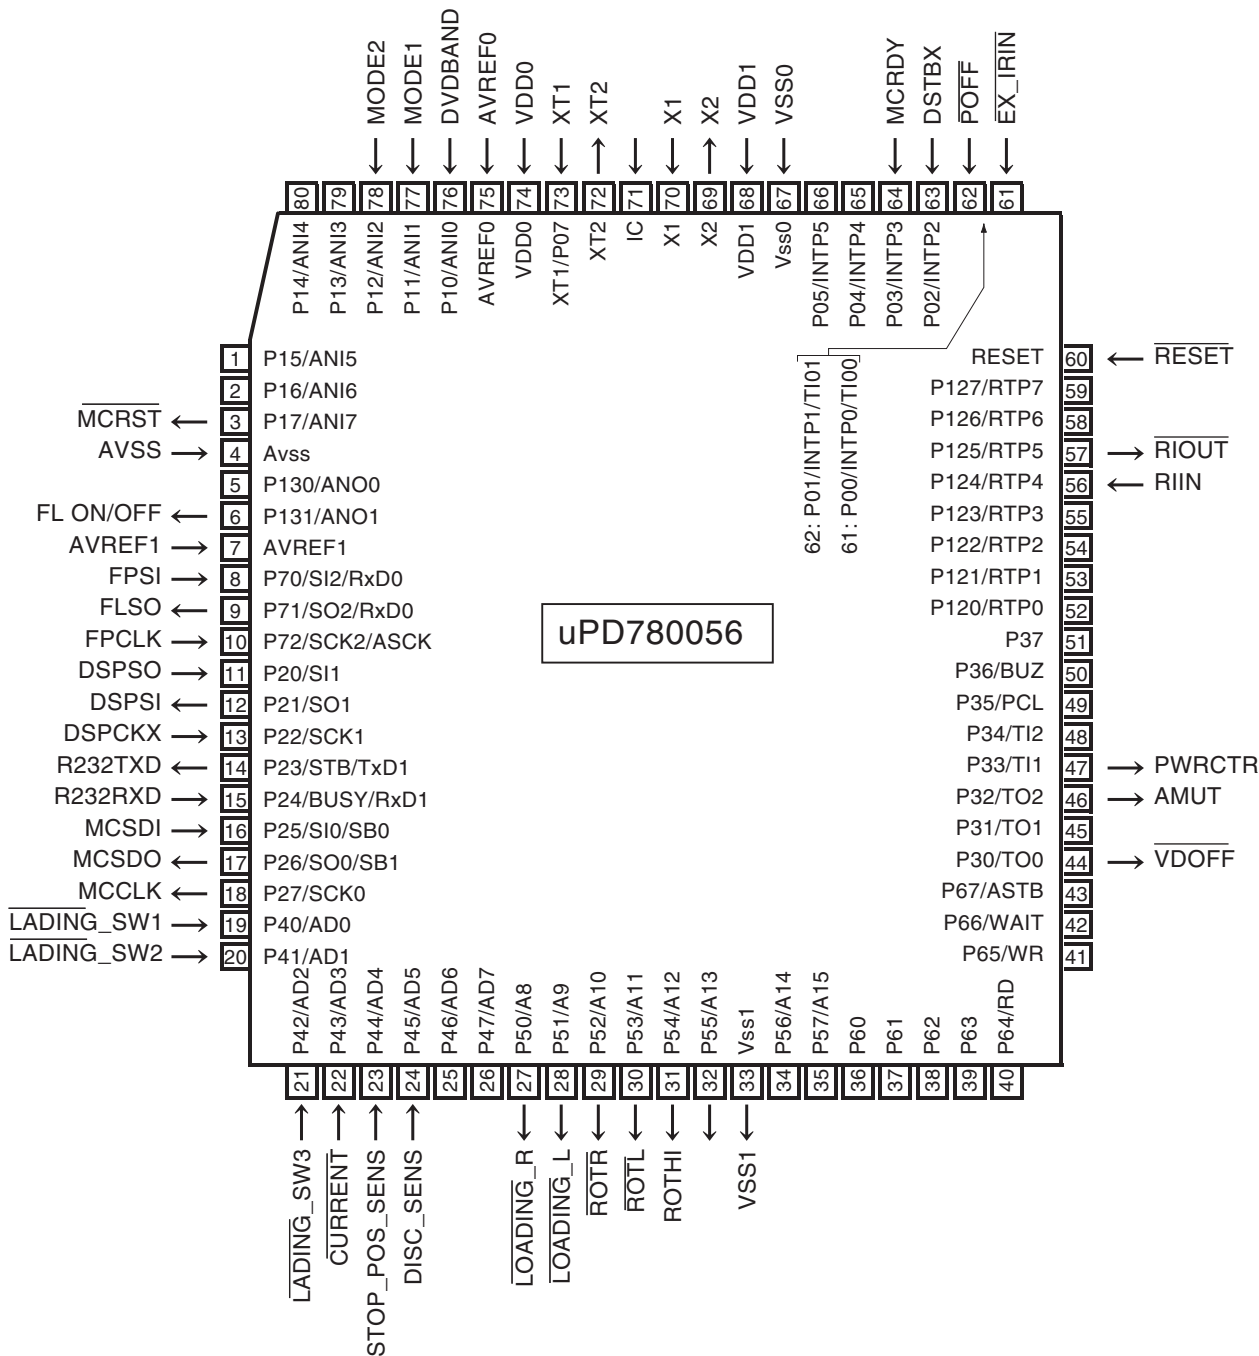 MODE2
MODE1
DVDBAND
AVREF0
VDD0
XT1
XT2
X1
X2
VDD1
VSS0
MCRDY
DSTBX
POFF
EX_IRIN
80
79
78
77
76
75
74
73
72
71
70
69
68
67
66
65
64
63
62
61
P14/ANI4
P13/ANI3
P12/ANI2
P11/ANI1
P10/ANI0
AVREF0
VDD0
XT1/P07
XT2
IC
X1
X2
VDD1
Vss0
P05/INTP5
P04/INTP4
P03/INTP3
P02/INTP2
62: P01/INTP1/TI01
61: P00/INTP0/TI00
1 P15/ANI5
2 P16/ANI6
MCRST 3 P17/ANI7
AVSS 4 Avss
5 P130/ANO0
FL ON/OFF 6 P131/ANO1
AVREF1 7 AVREF1
FPSI 8 P70/SI2/RxD0
FLSO 9 P71/SO2/RxD0
FPCLK 10 P72/SCK2/ASCK
DSPSO 11 P20/SI1
DSPSI 12 P21/SO1
DSPCKX 13 P22/SCK1
R232TXD 14 P23/STB/TxD1
R232RXD 15 P24/BUSY/RxD1
MCSDI 16 P25/SI0/SB0
MCSDO 17 P26/SO0/SB1
MCCLK 18 P27/SCK0
LADING_SW1 19 P40/AD0
LADING_SW2 20 P41/AD1
uPD780056
RESET 60 RESET
P127/RTP7 59
P126/RTP6 58
P125/RTP5 57 RIOUT
P124/RTP4 56 RIIN
P123/RTP3 55
P122/RTP2 54
P121/RTP1 53
P120/RTP0 52
P37 51
P36/BUZ 50
P35/PCL 49
P34/TI2 48
P33/TI1 47 PWRCTR
P32/TO2 46 AMUT
P31/TO1 45
P30/TO0 44 VDOFF
P67/ASTB 43
P66/WAIT 42
P65/WR 41
P42/AD2
P43/AD3
P44/AD4
P45/AD5
P46/AD6
P47/AD7
P50/A8
P51/A9
P52/A10
P53/A11
P54/A12
P55/A13
Vss1
P56/A14
P57/A15
P60
P61
P62
P63
P64/RD
21
22
23
24
25
26
27
28
29
30
31
32
33
34
35
36
37
38
39
40
LADING_SW3
CURRENT
STOP_POS_SENS
DISC_SENS
LOADING_R
LOADING_L
ROTR
ROTL
ROTHI
VSS1